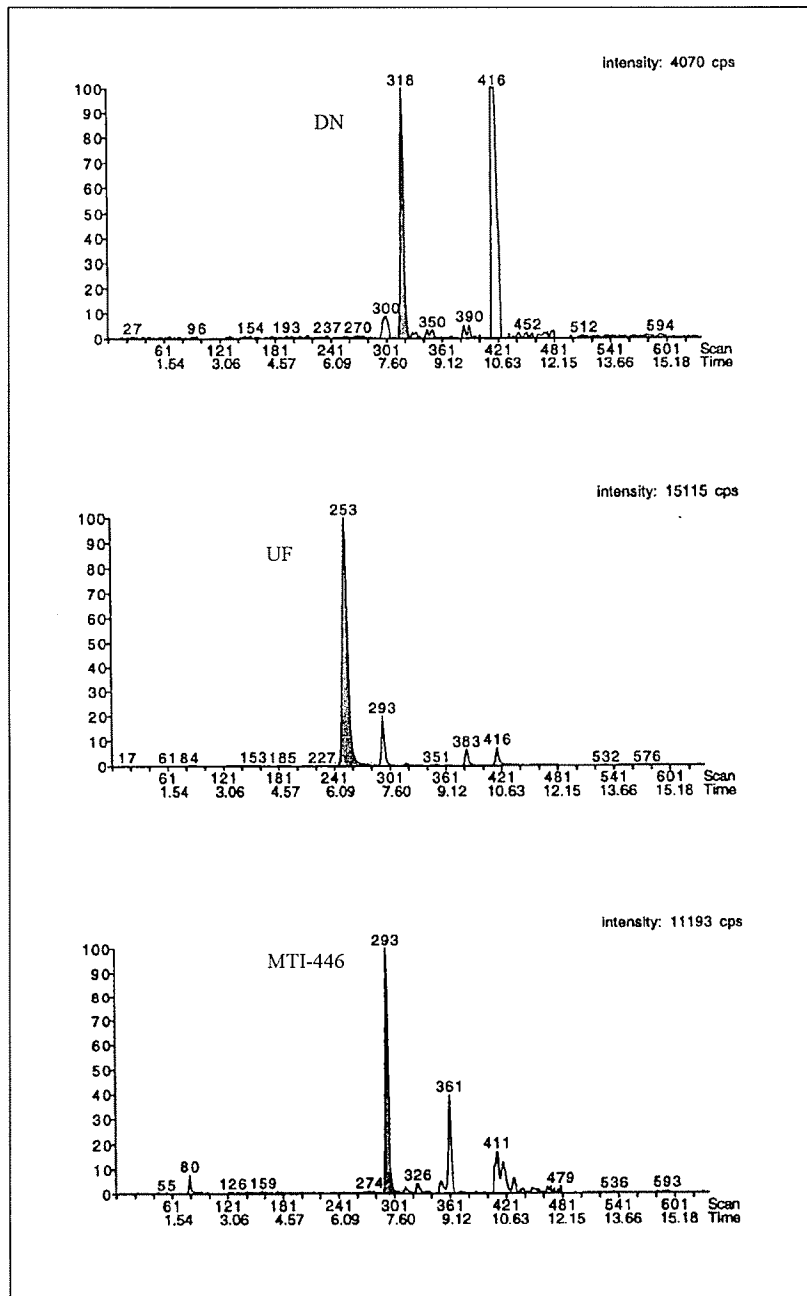 intensity: 4070 cps
318 416
100
DN
90
80
70
60
50
40
30
20
10
0
300
27 96 154 193 237 270 350 390 452 512 594
61 121 181 241 301 361 421 481 541 601 Scan
1.54 3.06 4.57 6.09 7.60 9.12 10.63 12.15 13.66 15.18 Time
intensity: 15115 cps
253
100
UF
90
80
70
60
50
40
30
20
10
0
293
383 416
17 61 84 153 185 227 351 532 576
61 121 181 241 301 361 421 481 541 601 Scan
1.54 3.06 4.57 6.09 7.60 9.12 10.63 12.15 13.66 15.18 Time
intensity: 11193 cps
293
100
MTI-446
90
80
70
60
50
40
30
20
10
0
361
411
80
55 126 159 274 326 479 536 593
61 121 181 241 301 361 421 481 541 601 Scan
1.54 3.06 4.57 6.09 7.60 9.12 10.63 12.15 13.66 15.18 Time